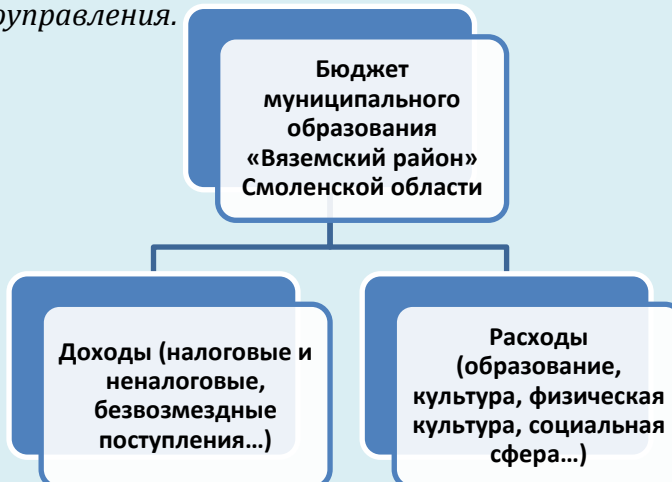 оуправления.
Бюджет
муниципального
образования
«Вяземский район»
Смоленской области
Доходы (налоговые и
неналоговые,
безвозмездные
поступления…)
Расходы
(образование,
культура, физическая
культура, социальная
сфера…)